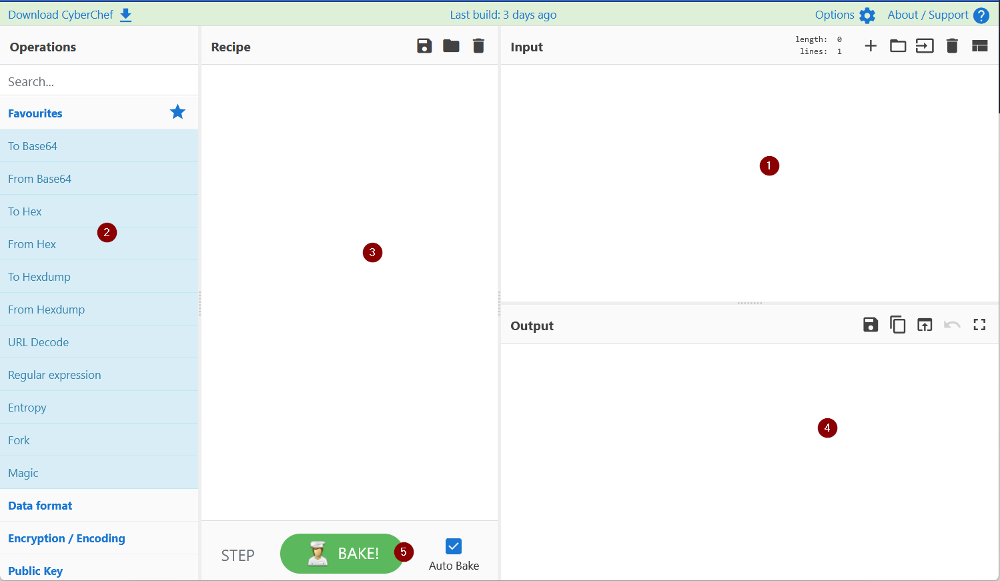 Download CyberChef
Last build: 3 days ago
Options
About / Support
Operations
Search...
Favourites
To Base64
From Base64
To Hex
2
From Hex
To Hexdump
From Hexdump
URL Decode
Regular expression
Entropy
Fork
Magic
Data format
Encryption / Encoding
Public Key
Recipe
3
STEP
BAKE!
5
Auto Bake
Input
length: 0
lines: 1
1
Output
4